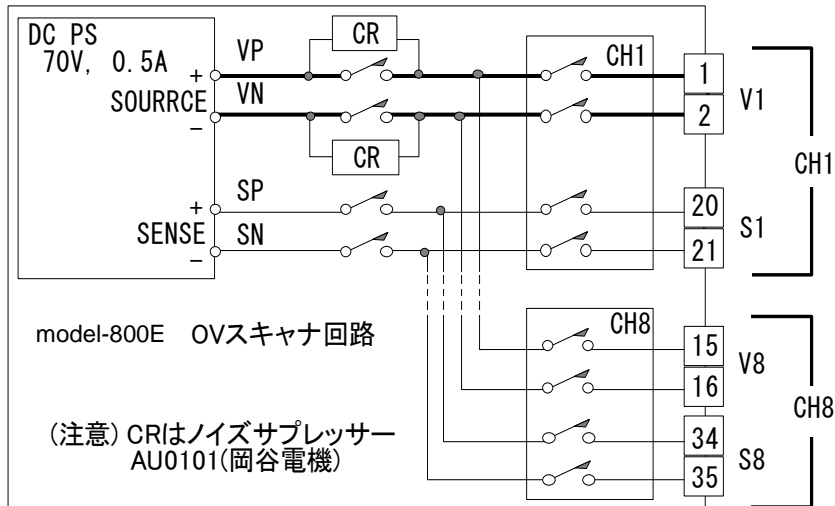 DC PS
70V, 0.5A
+
SOURRCE
−
VP
VN
CR
CR
CH1
1
2
V1
CH1
+
SENSE
−
SP
SN
20
21
S1
model-800E OVスキャナ回路
CH8
15
16
V8
CH8
34
35
S8
(注意) CRはノイズサプレッサー
AU0101(岡谷電機)